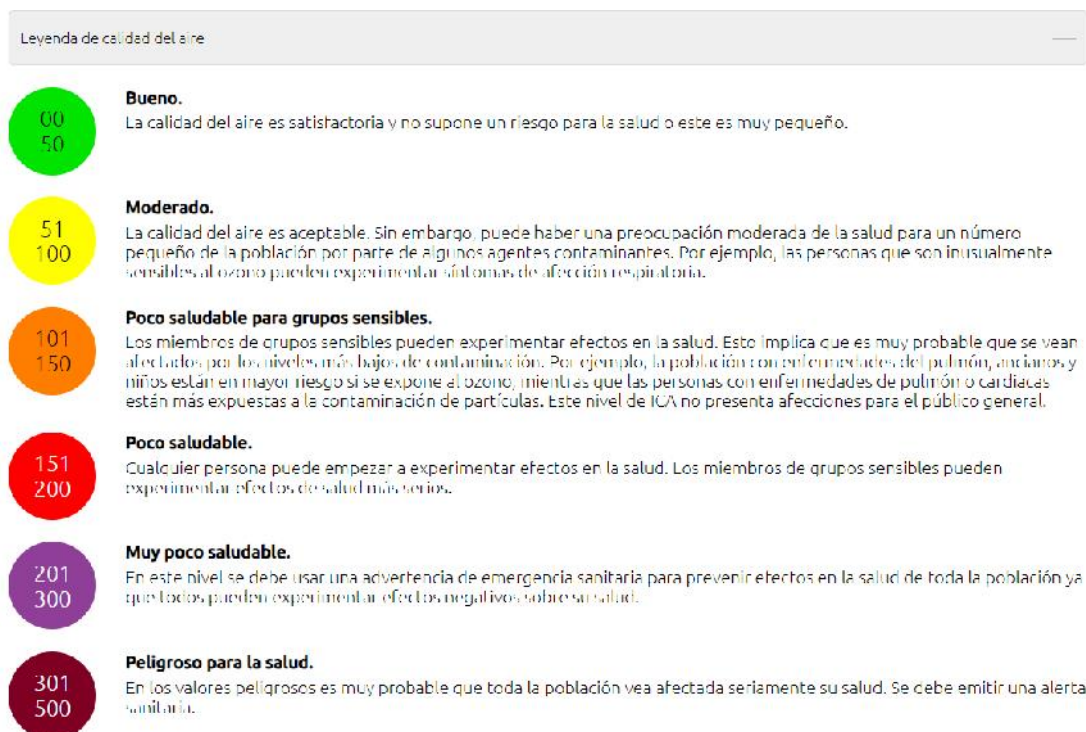 Leyenda de calidad del aire
00
50
Bueno.
La calidad del aire es satisfactoria y no supone un riesgo para la salud o este es muy pequeño.
51
100
Moderado.
La calidad del aire es aceptable. Sin embargo, puede haber una preocupación moderada de la salud para un número
pequeño de la población por parte de algunos agentes contaminantes. Por ejemplo, las personas que son inusualmente
sensibles al ozono pueden experimentar síntomas de afección respiratoria.
101
150
Poco saludable para grupos sensibles.
Los miembros de grupos sensibles pueden experimentar efectos en la salud. Esto implica que es muy probable que se vean
afectados por los niveles más bajos de contaminación. Por ejemplo, la población con enfermedades del pulmón, ancianos y
niños están en mayor riesgo si se expone al ozono, mientras que las personas con enfermedades de pulmón o cardiacas
están más expuestas a la contaminación de partículas. Este nivel de ICA no presenta afecciones para el público general.
151
200
Poco saludable.
Cualquier persona puede empezar a experimentar efectos en la salud. Los miembros de grupos sensibles pueden
experimentar efectos de salud más serios.
201
300
Muy poco saludable.
En este nivel se debe usar una advertencia de emergencia sanitaria para prevenir efectos en la salud de toda la población ya
que todos pueden experimentar efectos negativos sobre su salud.
301
500
Peligroso para la salud.
En los valores peligrosos es muy probable que toda la población vea afectada seriamente su salud. Se debe emitir una alerta
sanitaria.